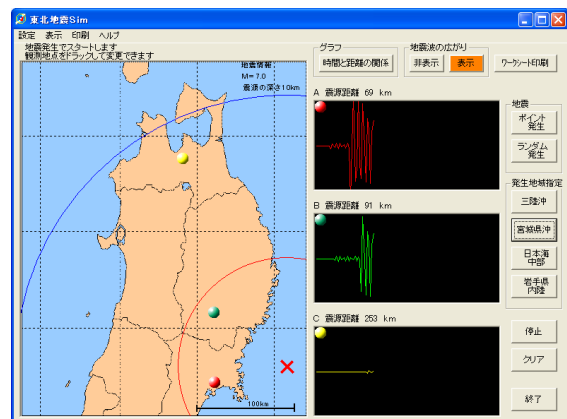 東北地震Sim
設定 表示 印刷 ヘルプ
地震発生でスタートします
観測地点をドラックして変更できます
地震情報
M=7.0
震源の深さ10km
100km
グラフ
時間と距離の関係
地震波の広がり
非表示 表示
ワークシート印刷
A 震源距離 69 km
B 震源距離 91 km
C 震源距離 253 km
地震
ポイント
発生
ランダム
発生
発生地域指定
三陸沖
宮城県沖
日本海
中部
岩手県
内陸
停止
クリア
終了